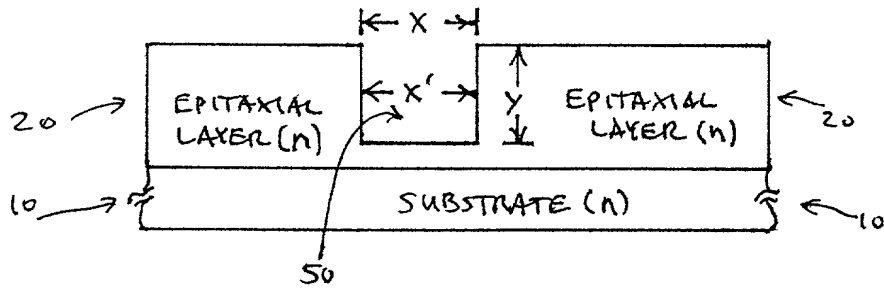 X
X'
Y
EPITAXIAL
LAYER (n)
EPITAXIAL
LAYER (n)
20
20
10
SUBSTRATE (n)
10
50